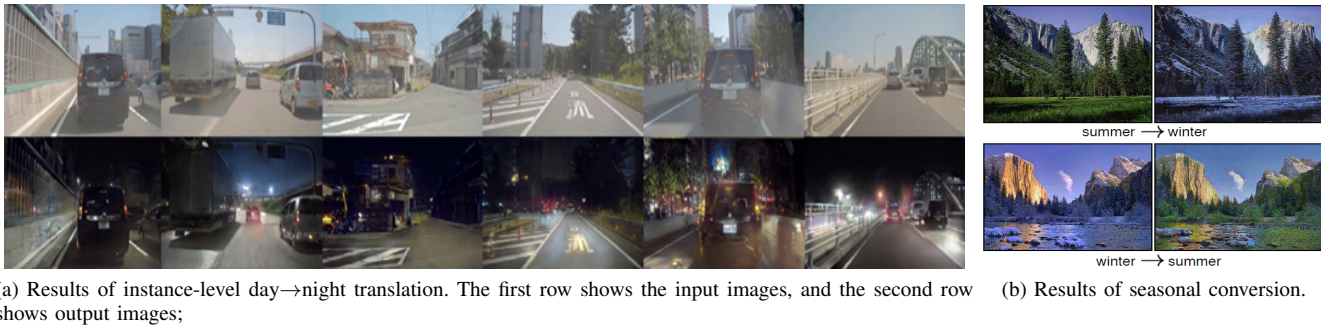 summer → winter
winter → summer
(a) Results of instance-level day→night translation. The first row shows the input images, and the second row
shows output images;
(b) Results of seasonal conversion.